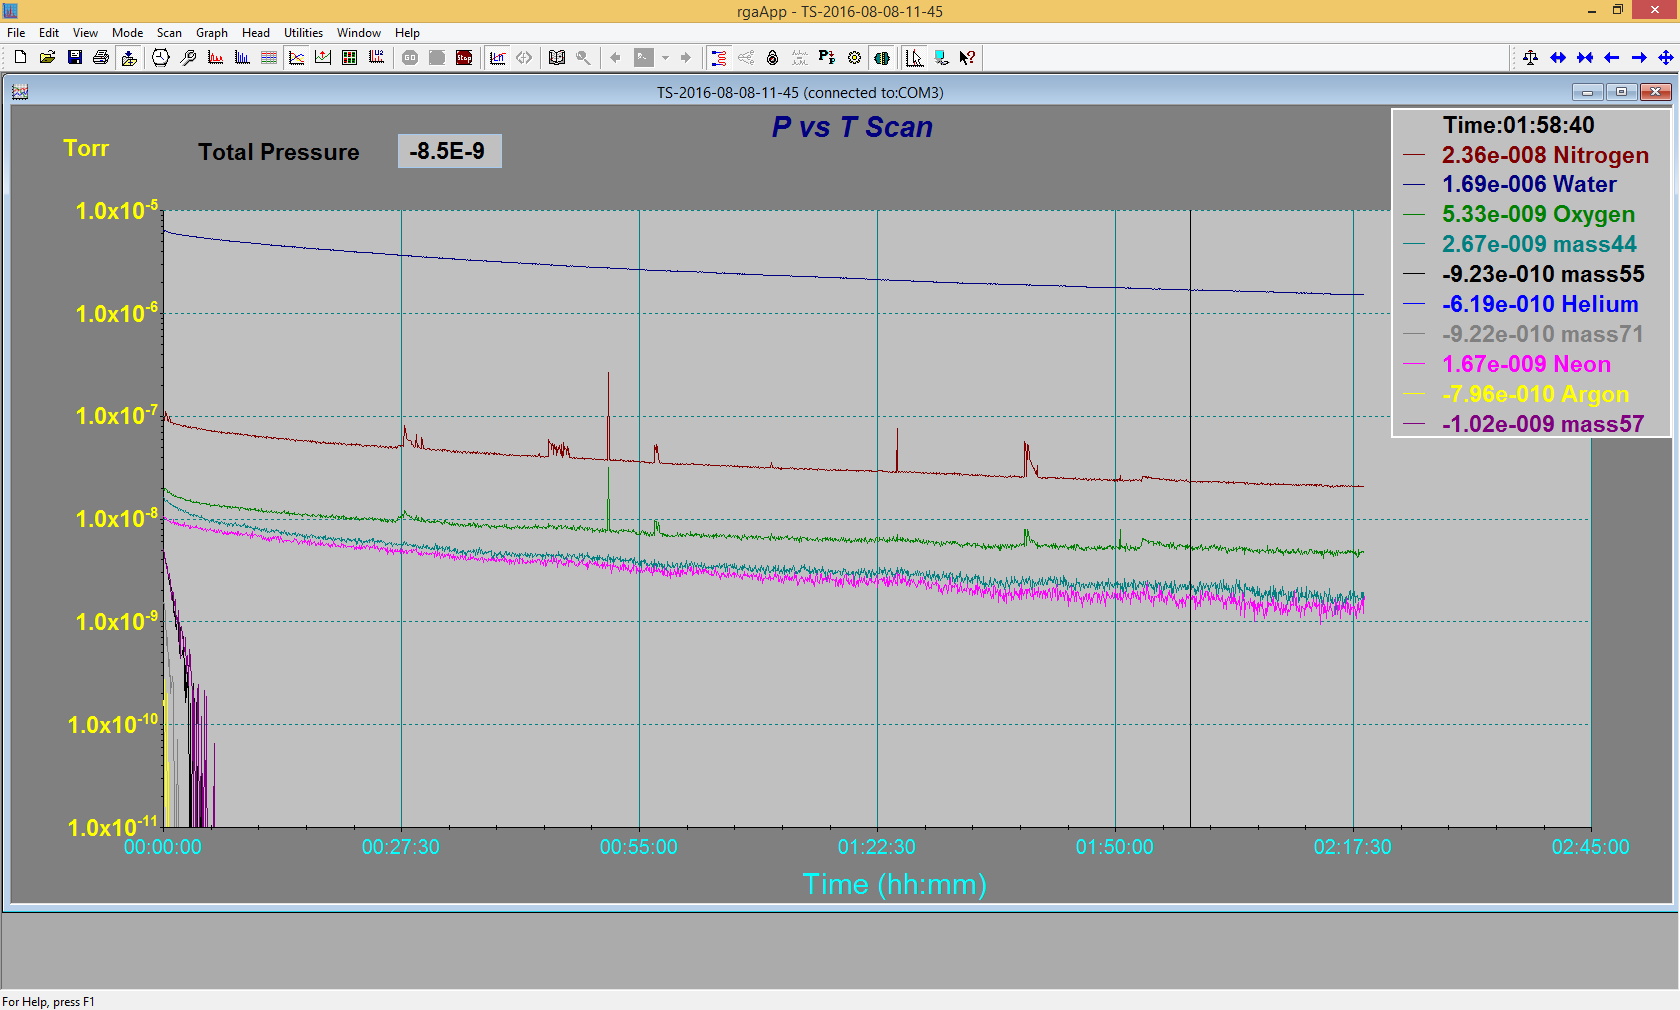 rgaApp - TS-2016-08-08-11-45
File Edit View Mode Scan Graph Head Utilities Window Help
TS-2016-08-08-11-45 (connected to:COM3)
P vs T Scan
Torr
Total Pressure
-8.5E-9
Time:01:58:40
2.36e-008 Nitrogen
1.69e-006 Water
5.33e-009 Oxygen
2.67e-009 mass44
-9.23e-010 mass55
-6.19e-010 Helium
-9.22e-010 mass71
1.67e-009 Neon
-7.96e-010 Argon
-1.02e-009 mass57
1.0x10-5
1.0x10-6
1.0x10-7
1.0x10-8
1.0x10-9
1.0x10-10
1.0x10-11
00:00:00 00:27:30 00:55:00 01:22:30 01:50:00 02:17:30 02:45:00
Time (hh:mm)
For Help, press F1